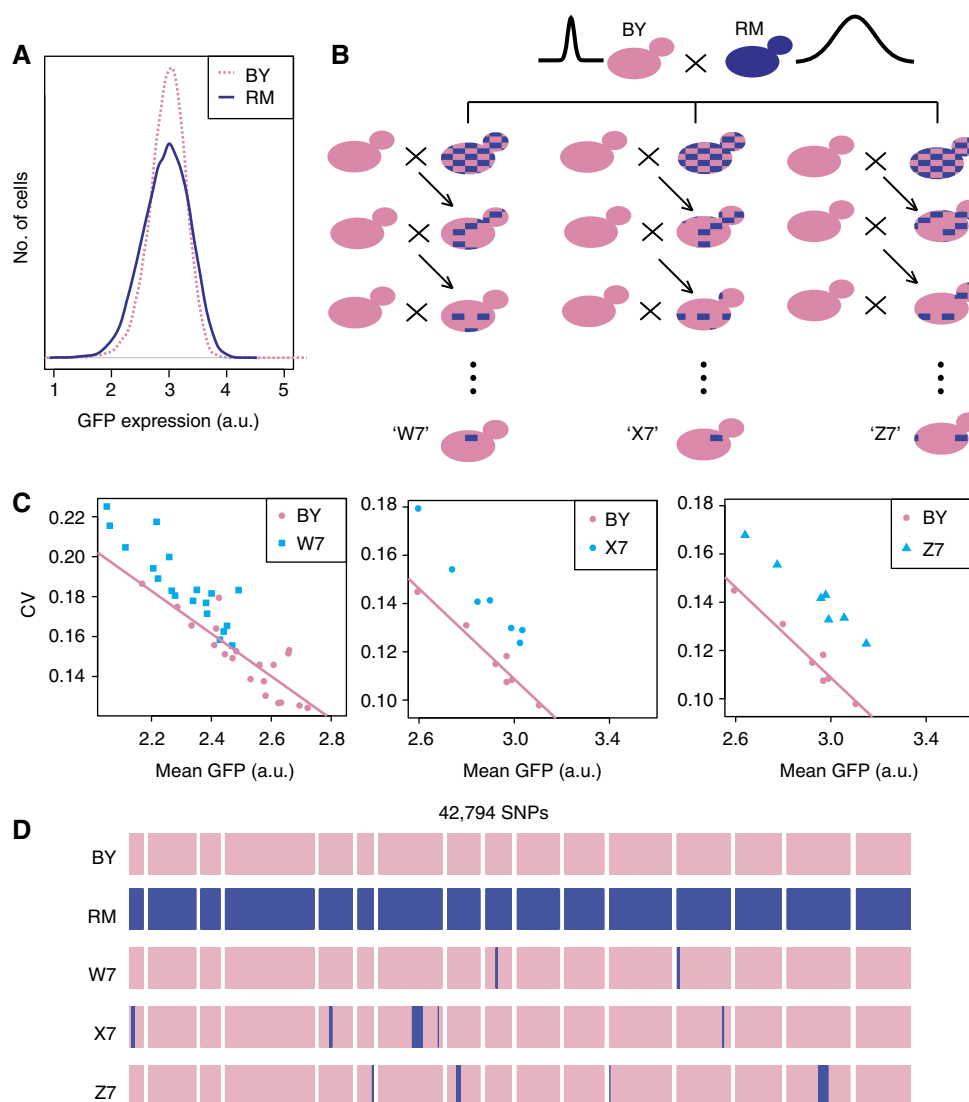 A
BY
RM
No. of cells
1 2 3 4 5
GFP expression (a.u.)
B
BY
RM
'W7'
'X7'
'Z7'
C
CV
0.22
0.20
0.18
0.16
0.14
BY
W7
2.2 2.4 2.6 2.8
Mean GFP (a.u.)
0.18
0.16
0.14
0.12
0.10
BY
X7
2.6 3.0 3.4
Mean GFP (a.u.)
0.18
0.16
0.14
0.12
0.10
BY
Z7
2.6 3.0 3.4
Mean GFP (a.u.)
D
42,794 SNPs
BY
RM
W7
X7
Z7